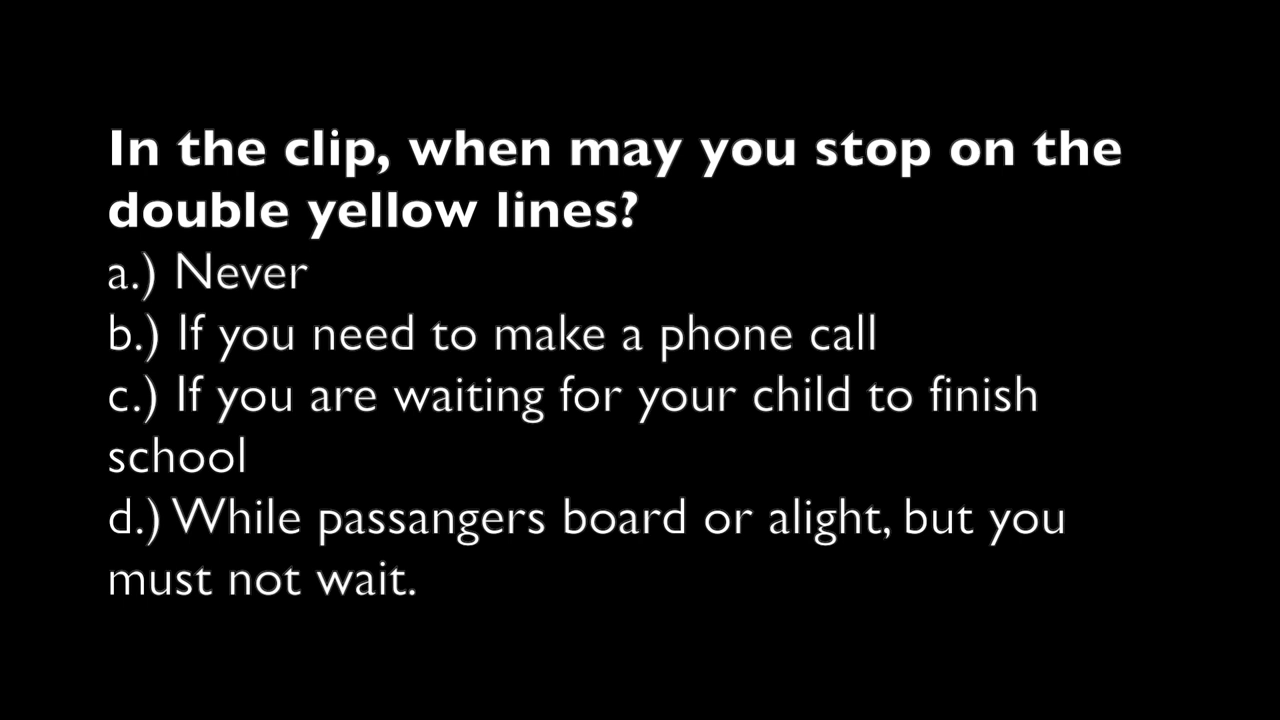 In the clip, when may you stop on the
double yellow lines?
a.) Never
b.) If you need to make a phone call
c.) If you are waiting for your child to finish
school
d.) While passangers board or alight, but you
must not wait.